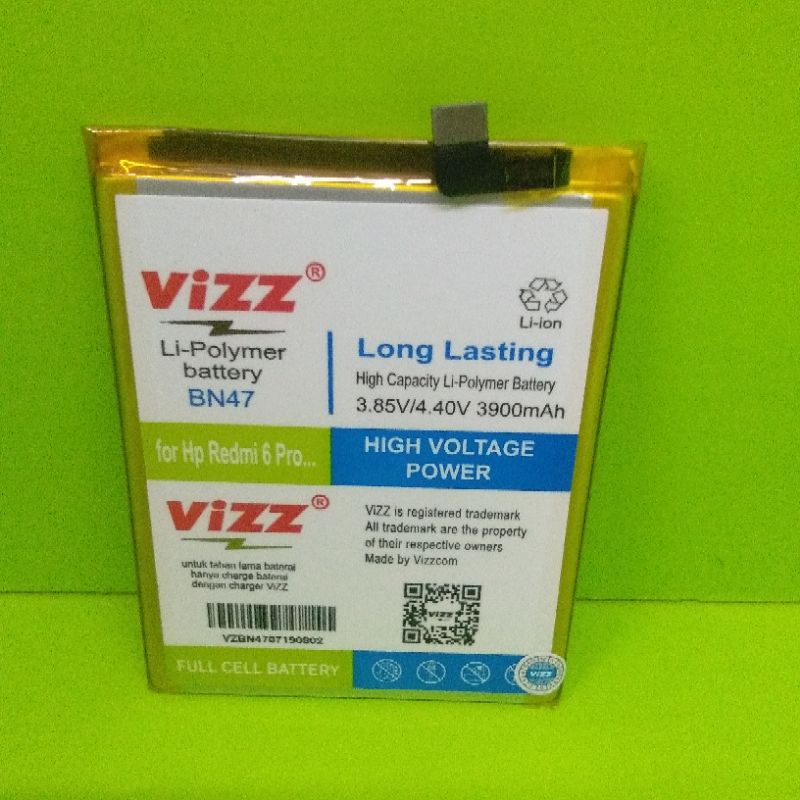 ViZZ®
Li-Polymer
battery
BN47
Li-ion
Long Lasting
High Capacity Li-Polymer Battery
3.85V/4.40V 3900mAh
for Hp Redmi 6 Pro...
HIGH VOLTAGE
POWER
ViZZ®
untuk tahan lama baterai
hanya charge baterai
dengan charger ViZZ
VZBN4707190802
ViZZ is registered trademark
All trademark are the property
of their respective owners
Made by Vizzcom
ViZZ
FULL CELL BATTERY
ViZZ